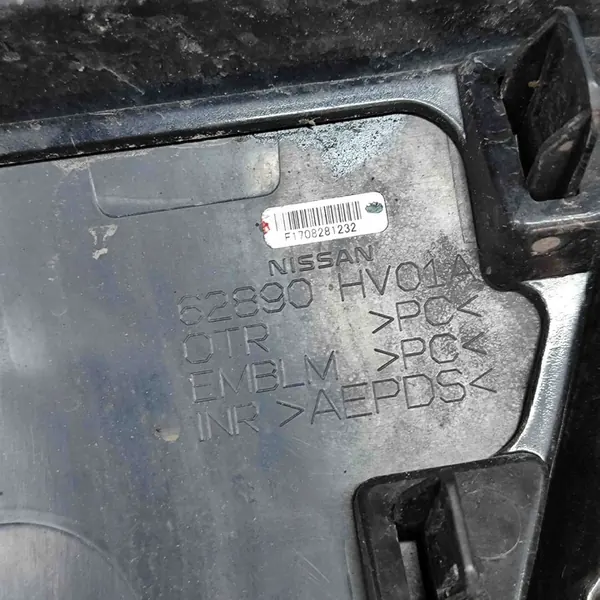 F1708281232
NISSAN
62890 HV01A
OTR >PC<
EMBLM >PC<
INR >AEPDS<